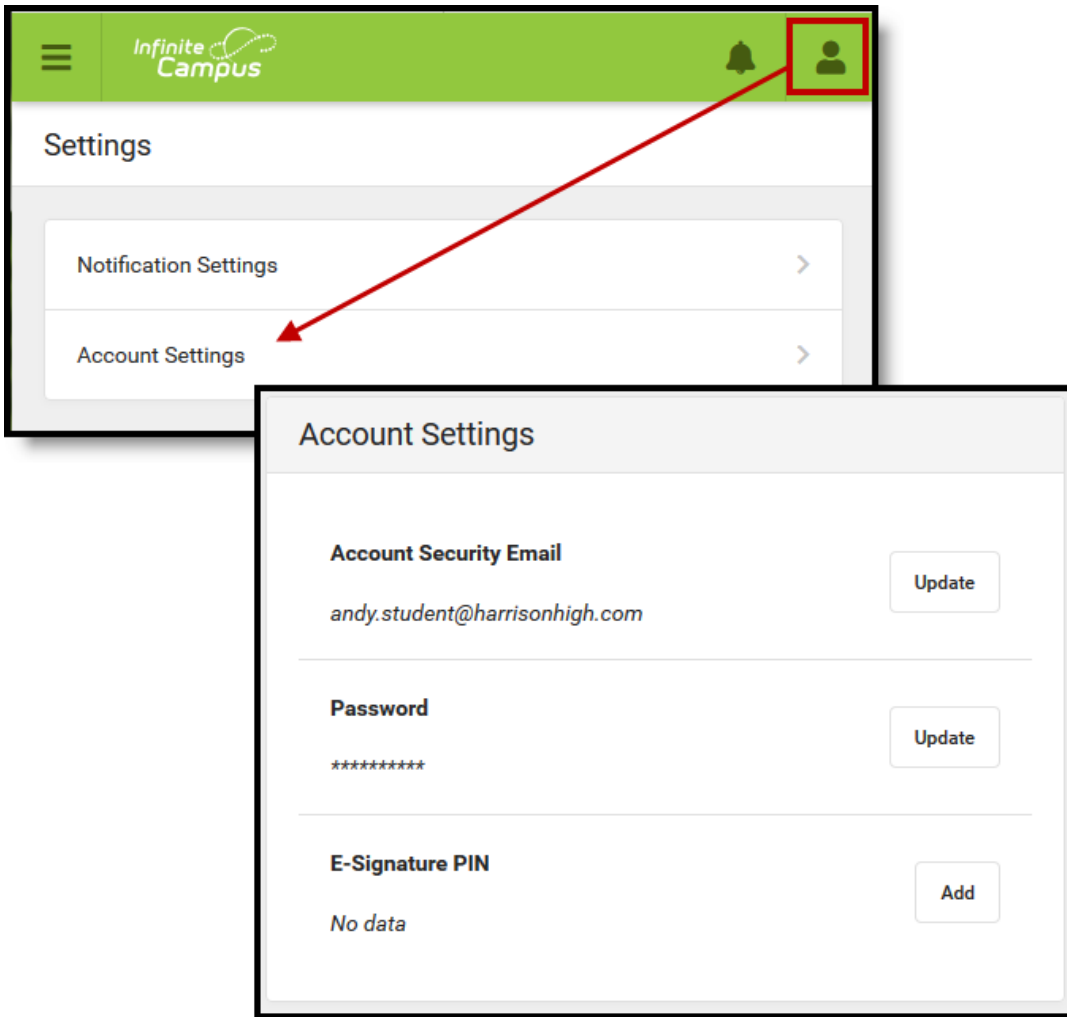 Infinite
Campus
Settings
Notification Settings
Account Settings
Account Settings
Account Security Email
Update
andy.student@harrisonhigh.com
Password
Update
**********
E-Signature PIN
Add
No data